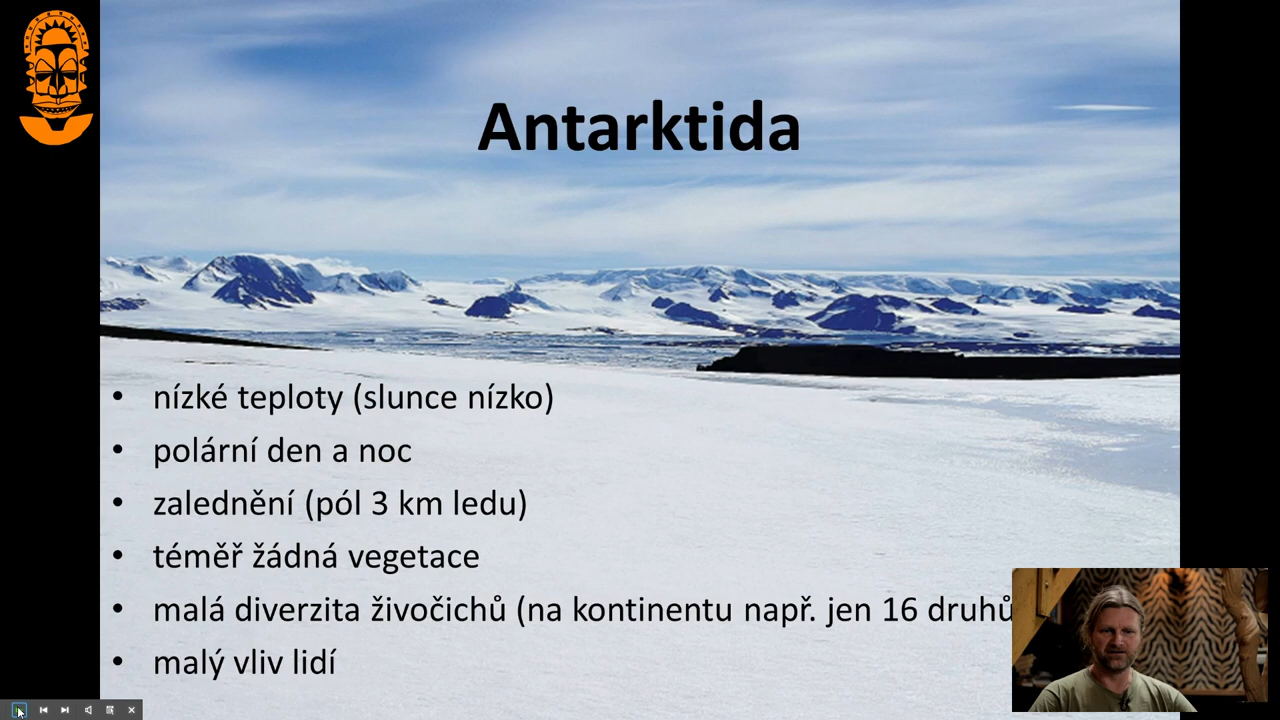 Antarktida
• nízké teploty (slunce nízko)
• polární den a noc
• zalednění (pól 3 km ledu)
• téměř žádná vegetace
• malá diverzita živočichů (na kontinentu např. jen 16 druhů
• malý vliv lidí